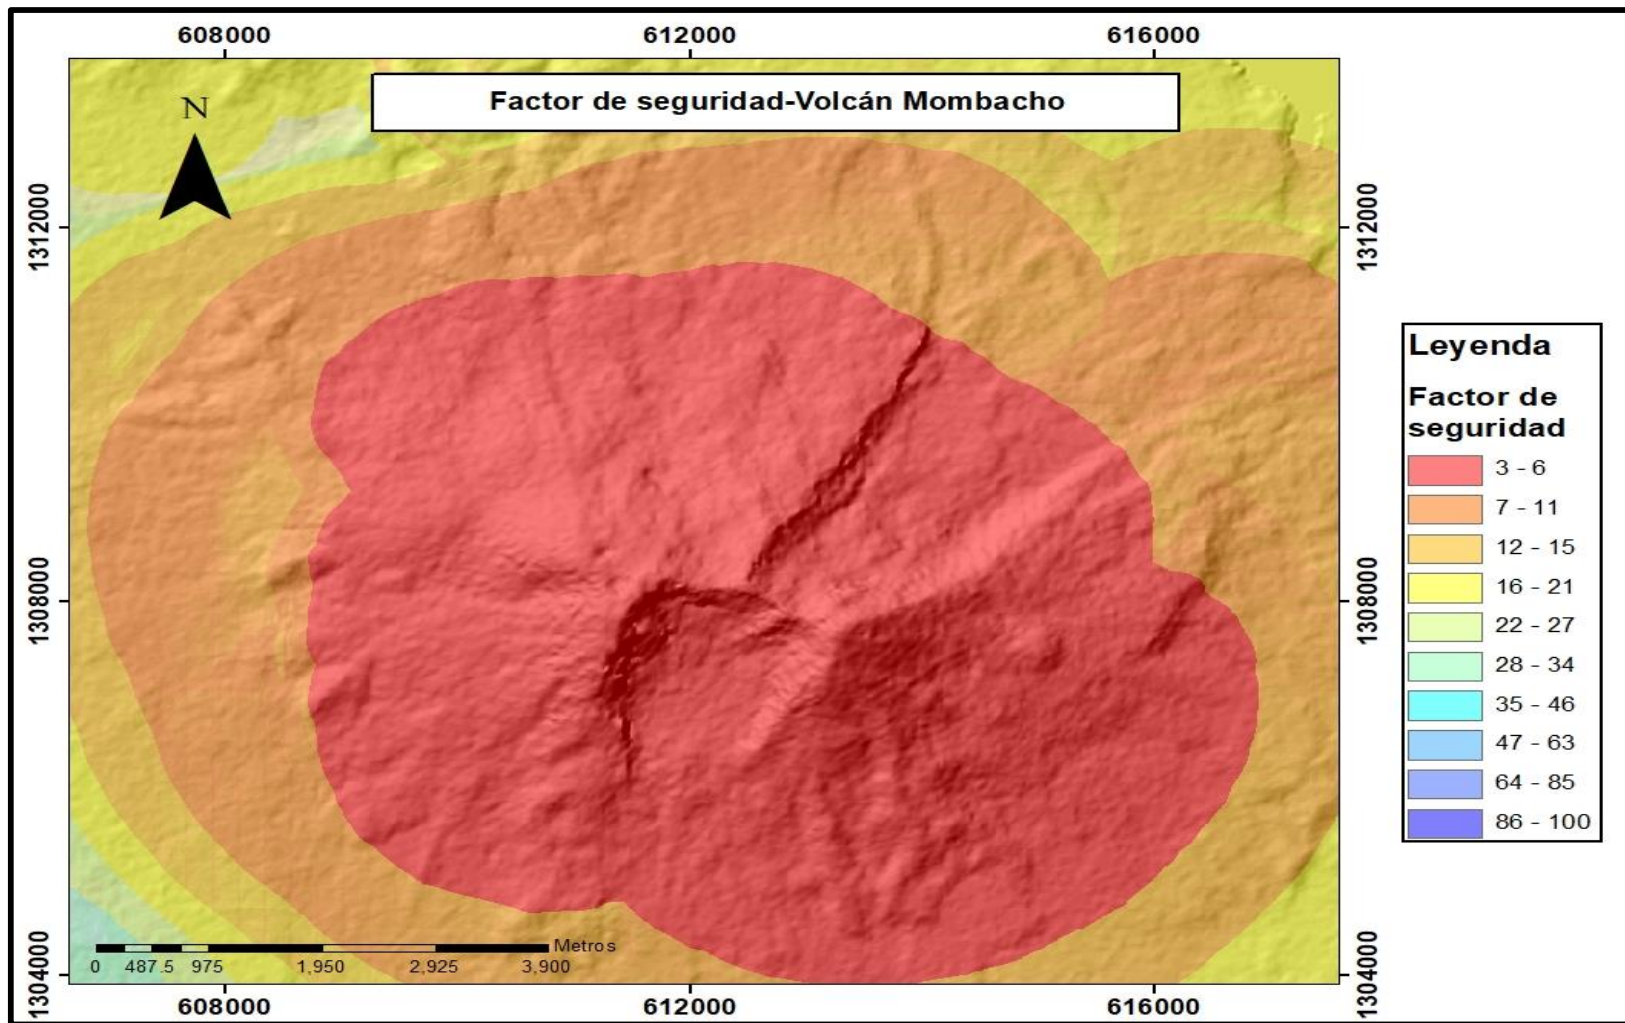 608000 612000 616000
Factor de seguridad-Volcán Mombacho
N
1312000 1312000
1308000 1308000
1304000 1304000
Leyenda
Factor de
seguridad
3 - 6
7 - 11
12 - 15
16 - 21
22 - 27
28 - 34
35 - 46
47 - 63
64 - 85
86 - 100
Metros
0 487.5 975 1,950 2,925 3,900
608000 612000 616000